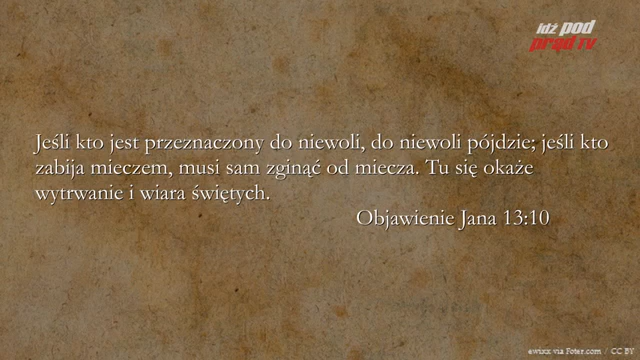 idź pod
prąd TV
Jeśli kto jest przeznaczony do niewoli, do niewoli pójdzie; jeśli kto
zabija mieczem, musi sam zginąć od miecza. Tu się okaże
wytrwanie i wiara świętych.
Objawienie Jana 13:10
ewixx via Foter.com / CC BY